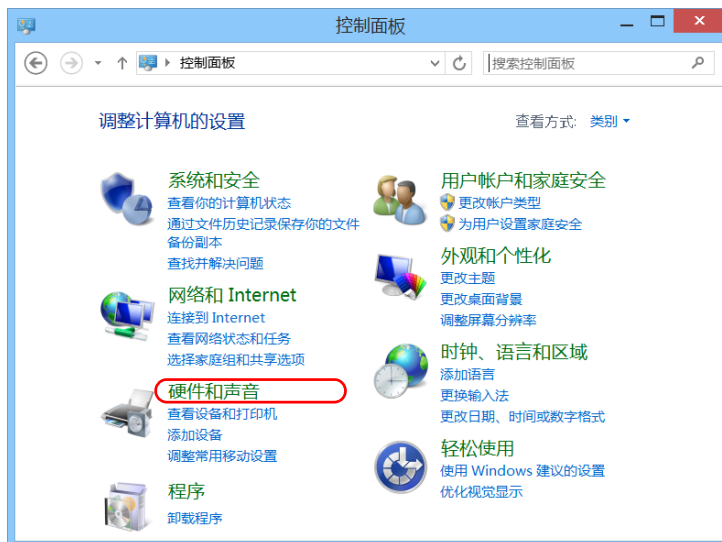 控制面板
控制面板
搜索控制面板
调整计算机的设置
查看方式: 类别
系统和安全
查看你的计算机状态
通过文件历史记录保存你的文件
备份副本
查找并解决问题
网络和 Internet
连接到 Internet
查看网络状态和任务
选择家庭组和共享选项
硬件和声音
查看设备和打印机
添加设备
调整常用移动设置
程序
卸载程序
用户帐户和家庭安全
更改帐户类型
为用户设置家庭安全
外观和个性化
更改主题
更改桌面背景
调整屏幕分辨率
时钟、语言和区域
添加语言
更换输入法
更改日期、时间或数字格式
轻松使用
使用 Windows 建议的设置
优化视觉显示